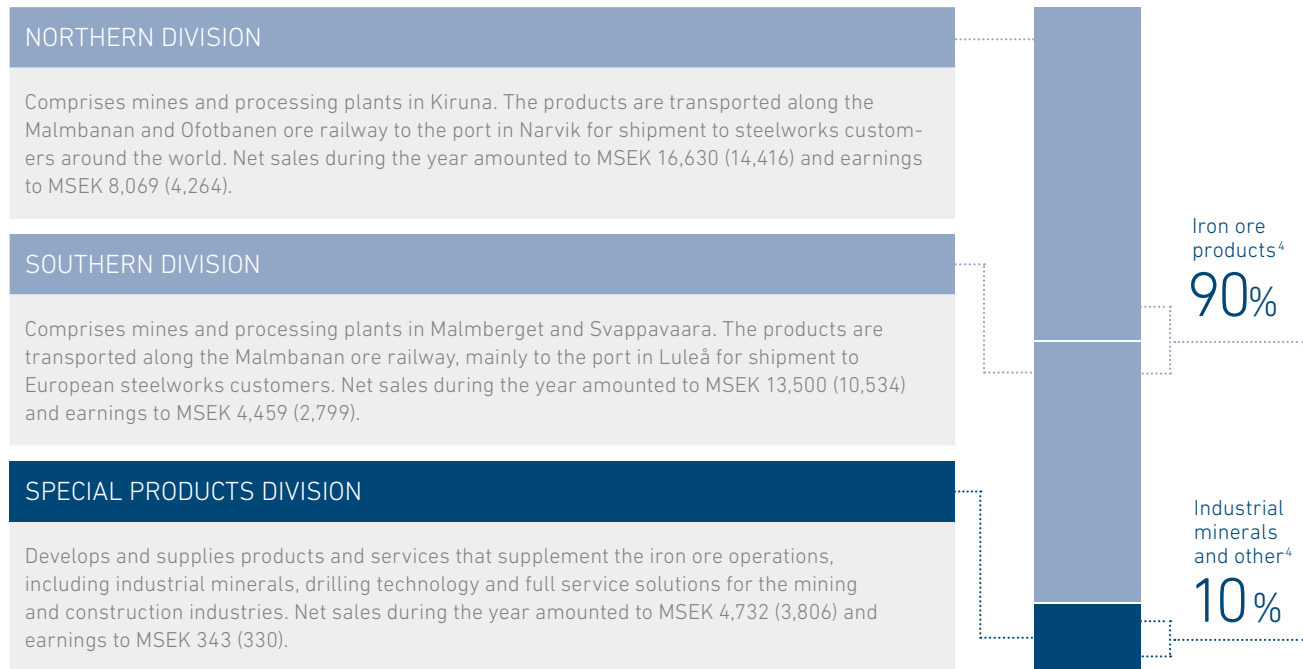 NORTHERN DIVISION
Comprises mines and processing plants in Kiruna. The products are transported along the
Malmbanan and Ofotbanen ore railway to the port in Narvik for shipment to steelworks custom-
ers around the world. Net sales during the year amounted to MSEK 16,630 (14,416) and earnings
to MSEK 8,069 (4,264).
SOUTHERN DIVISION
Comprises mines and processing plants in Malmberget and Svappavaara. The products are
transported along the Malmbanan ore railway, mainly to the port in Luleå for shipment to
European steelworks customers. Net sales during the year amounted to MSEK 13,500 (10,534)
and earnings to MSEK 4,459 (2,799).
SPECIAL PRODUCTS DIVISION
Develops and supplies products and services that supplement the iron ore operations,
including industrial minerals, drilling technology and full service solutions for the mining
and construction industries. Net sales during the year amounted to MSEK 4,732 (3,806) and
earnings to MSEK 343 (330).
Iron ore
products⁴
90%
Industrial
minerals
and other⁴
10%